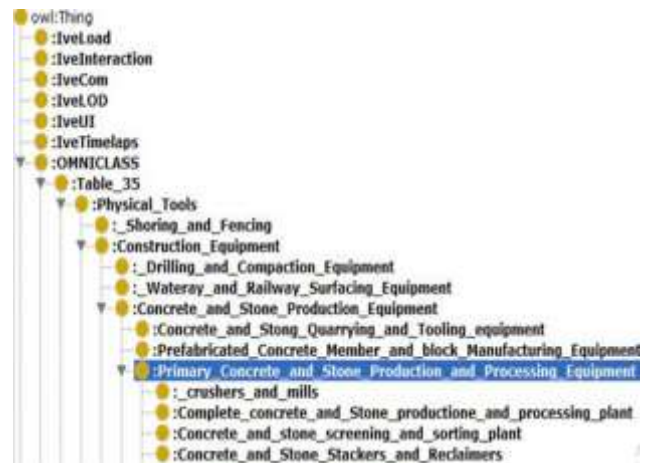 owl:Thing
:IveLoad
:IveInteraction
:IveCom
:IveLOD
:IveUI
:IveTimelaps
:OMNICLASS
:Table_35
:Physical_Tools
:_Shoring_and_Fencing
:Construction_Equipment
:_Drilling_and_Compaction_Equipment
:_Wateray_and_Railway_Surfacing_Equipment
:Concrete_and_Stone_Production_Equipment
:Concrete_and_Stong_Quarrying_and_Tooling_equipment
:Prefabricated_Concrete_Member_and_block_Manufacturing_Equipment
:Primary_Concrete_and_Stone_Production_and_Processing_Equipment
:_crushers_and_mills
:Complete_concrete_and_Stone_productione_and_processing_plant
:Concrete_and_stone_screening_and_sorting_plant
:Concrete_and_Stone_Stackers_and_Reclaimers